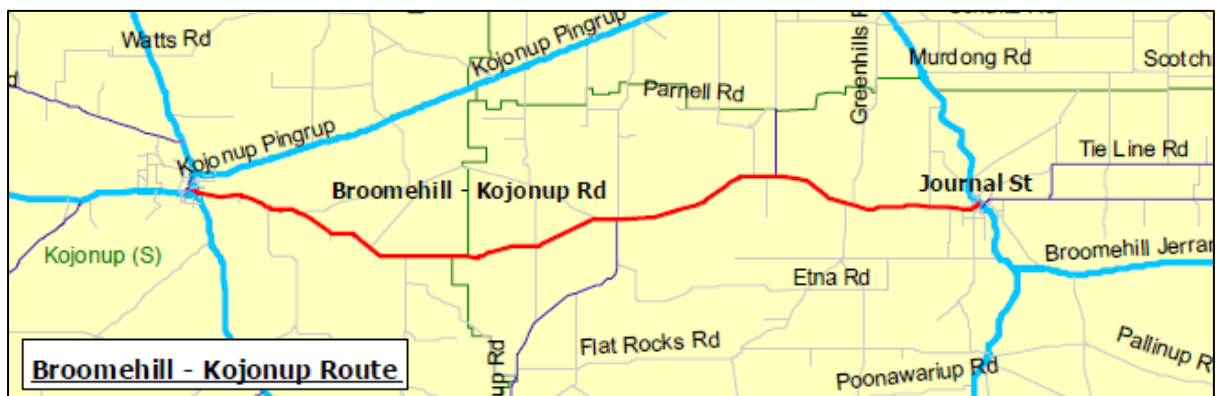 Watts Rd
Kojonup Pingrup
Greenhills
Murdong Rd
Parnell Rd
Kojonup Pingrup
Tie Line Rd
Broomehill - Kojonup Rd
Journal St
Kojonup (S)
Broomehill Jerran
Etna Rd
Flat Rocks Rd
Pallinup R
Poonawariup Rd
up Rd
Broomehill - Kojonup Route